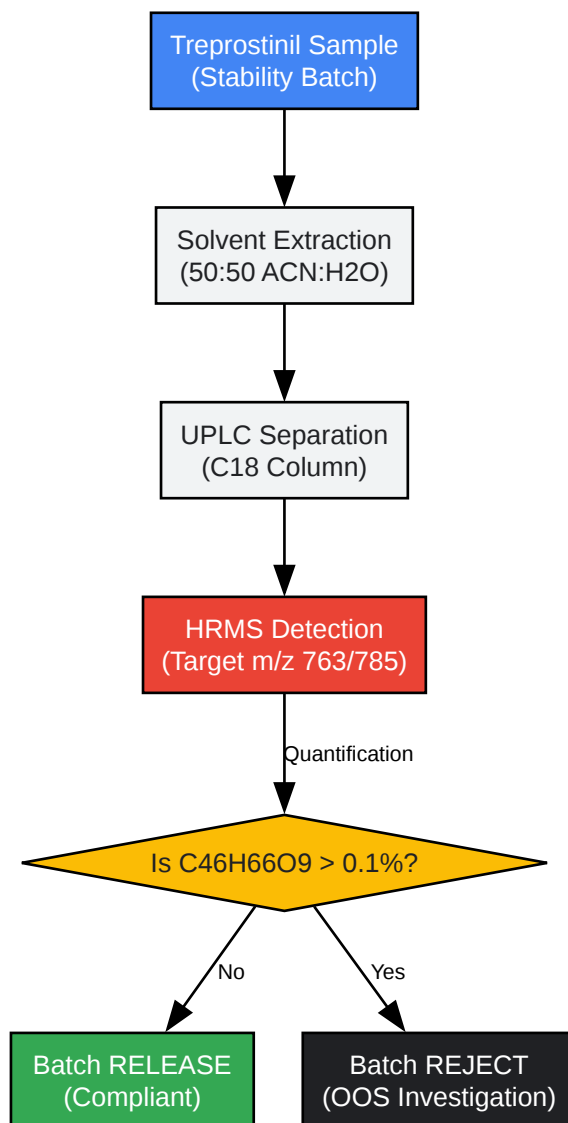 Treprostinil Sample
(Stability Batch)
Solvent Extraction
(50:50 ACN:H2O)
UPLC Separation
(C18 Column)
HRMS Detection
(Target m/z 763/785)
Quantification
Is C46H66O9 > 0.1%?
No
Yes
Batch RELEASE
(Compliant)
Batch REJECT
(OOS Investigation)